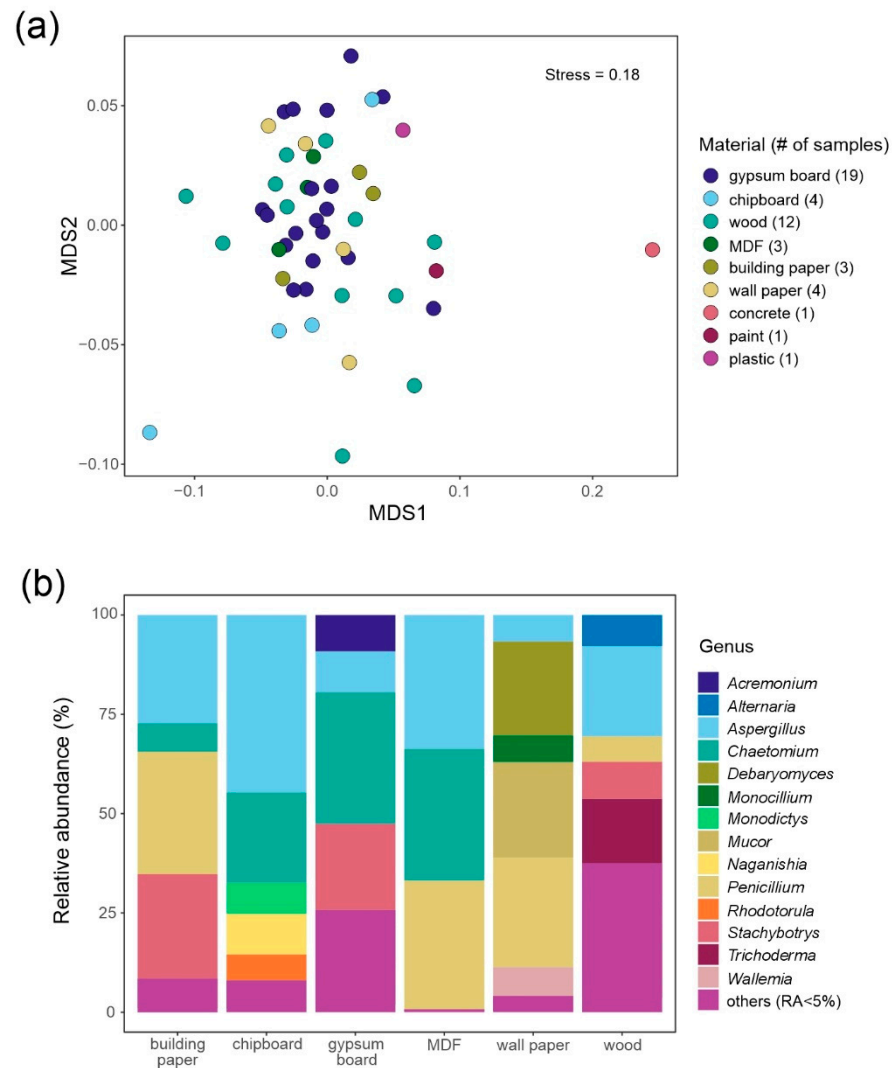 (a)
Stress = 0.18
0.05
0.00
−0.05
−0.10
MDS2
−0.1
0.0
0.1
0.2
MDS1
Material (# of samples)
gypsum board (19)
chipboard (4)
wood (12)
MDF (3)
building paper (3)
wall paper (4)
concrete (1)
paint (1)
plastic (1)
(b)
100
75
50
25
0
Relative abundance (%)
building
paper
chipboard
gypsum
board
MDF
wall paper
wood
Genus
Acremonium
Alternaria
Aspergillus
Chaetomium
Debaryomyces
Monocillium
Monodictys
Mucor
Naganishia
Penicillium
Rhodotorula
Stachybotrys
Trichoderma
Wallemia
others (RA<5%)